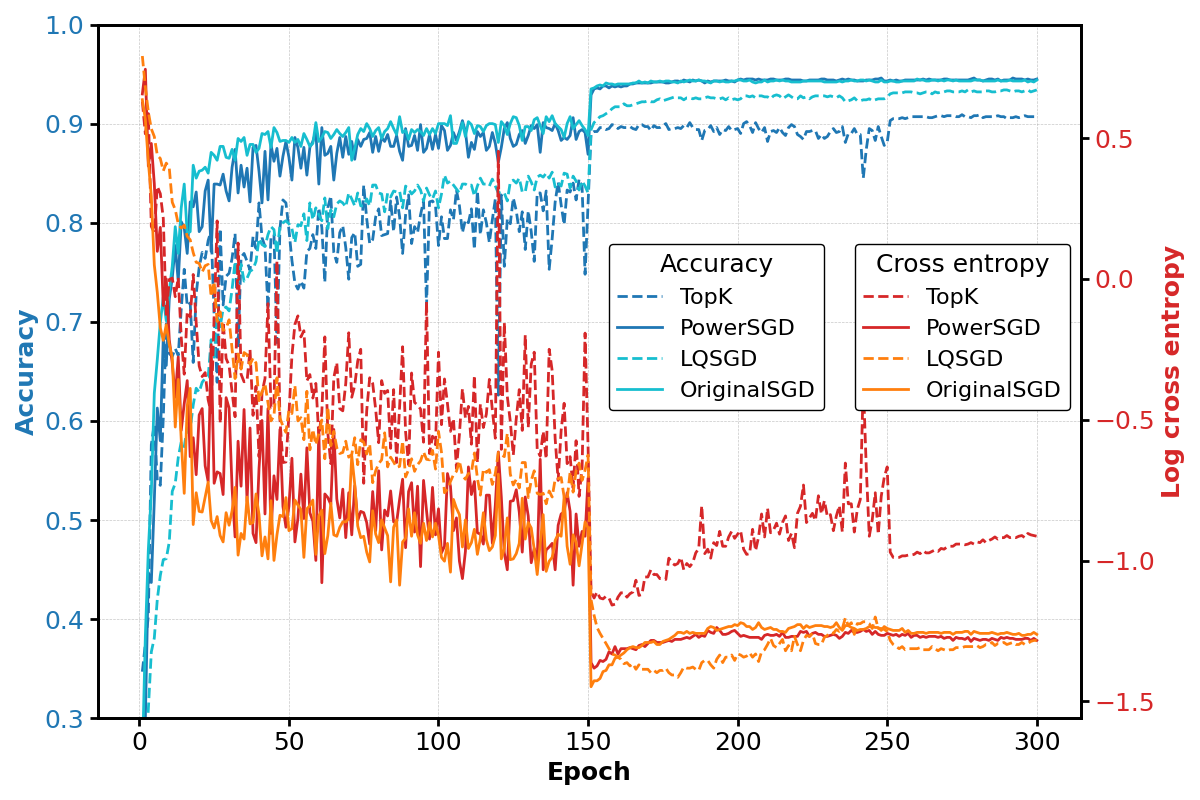 1.0
0.9
0.8
0.7
0.6
0.5
0.4
0.3
Accuracy
0
50
100
150
200
250
300
Epoch
0.5
0.0
−0.5
−1.0
−1.5
Log cross entropy
Accuracy
TopK
PowerSGD
LQSGD
OriginalSGD
Cross entropy
TopK
PowerSGD
LQSGD
OriginalSGD